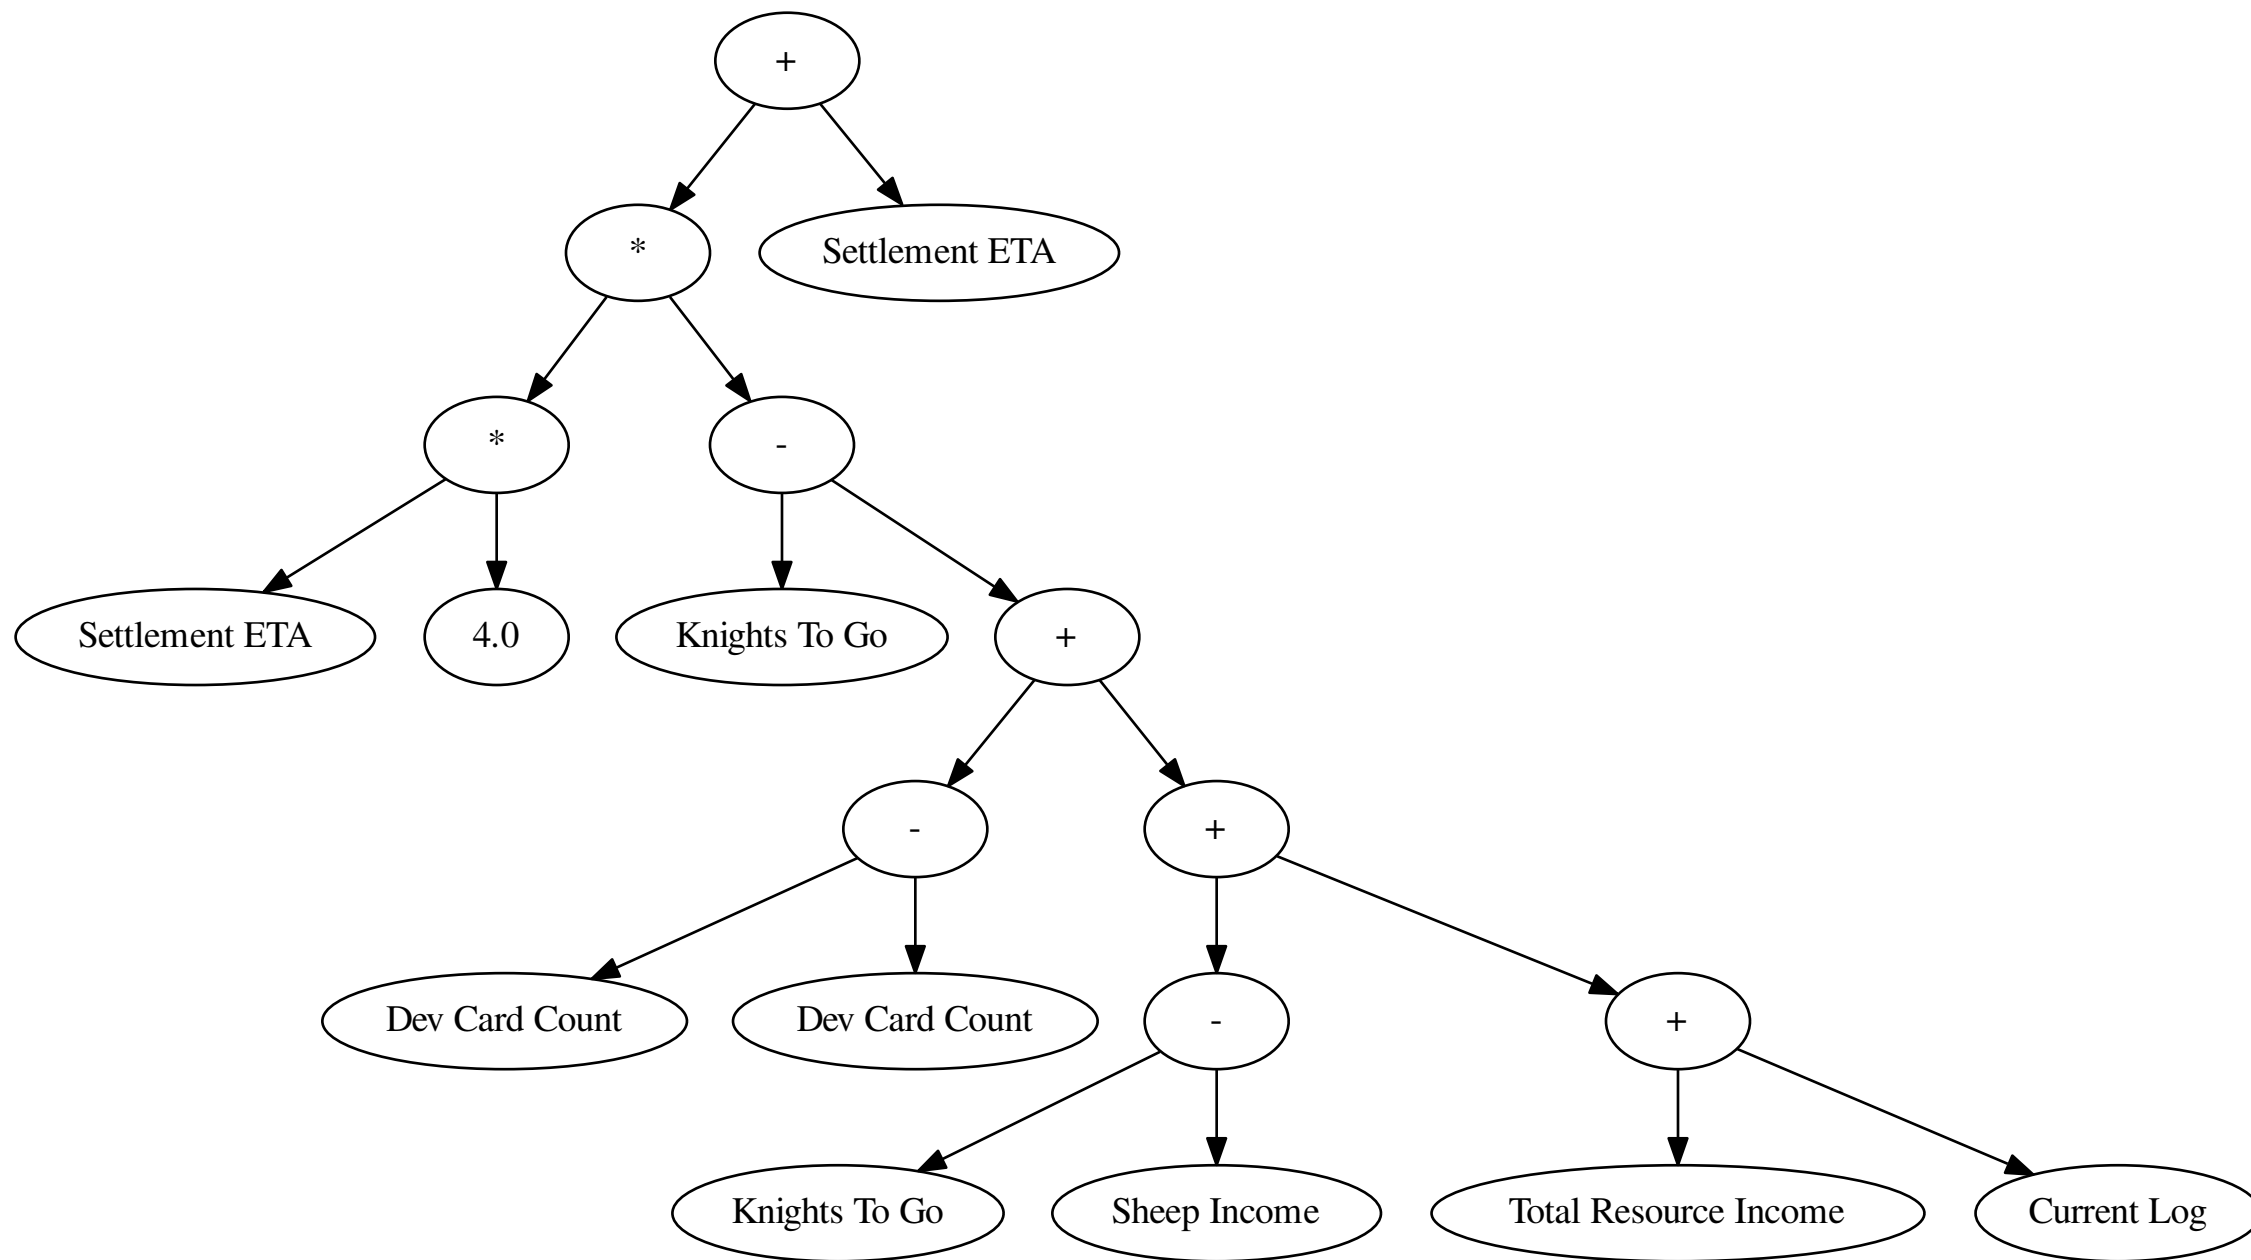 +
*
Settlement ETA
*
-
Settlement ETA
4.0
Knights To Go
+
-
+
Dev Card Count
Dev Card Count
-
+
Knights To Go
Sheep Income
Total Resource Income
Current Log